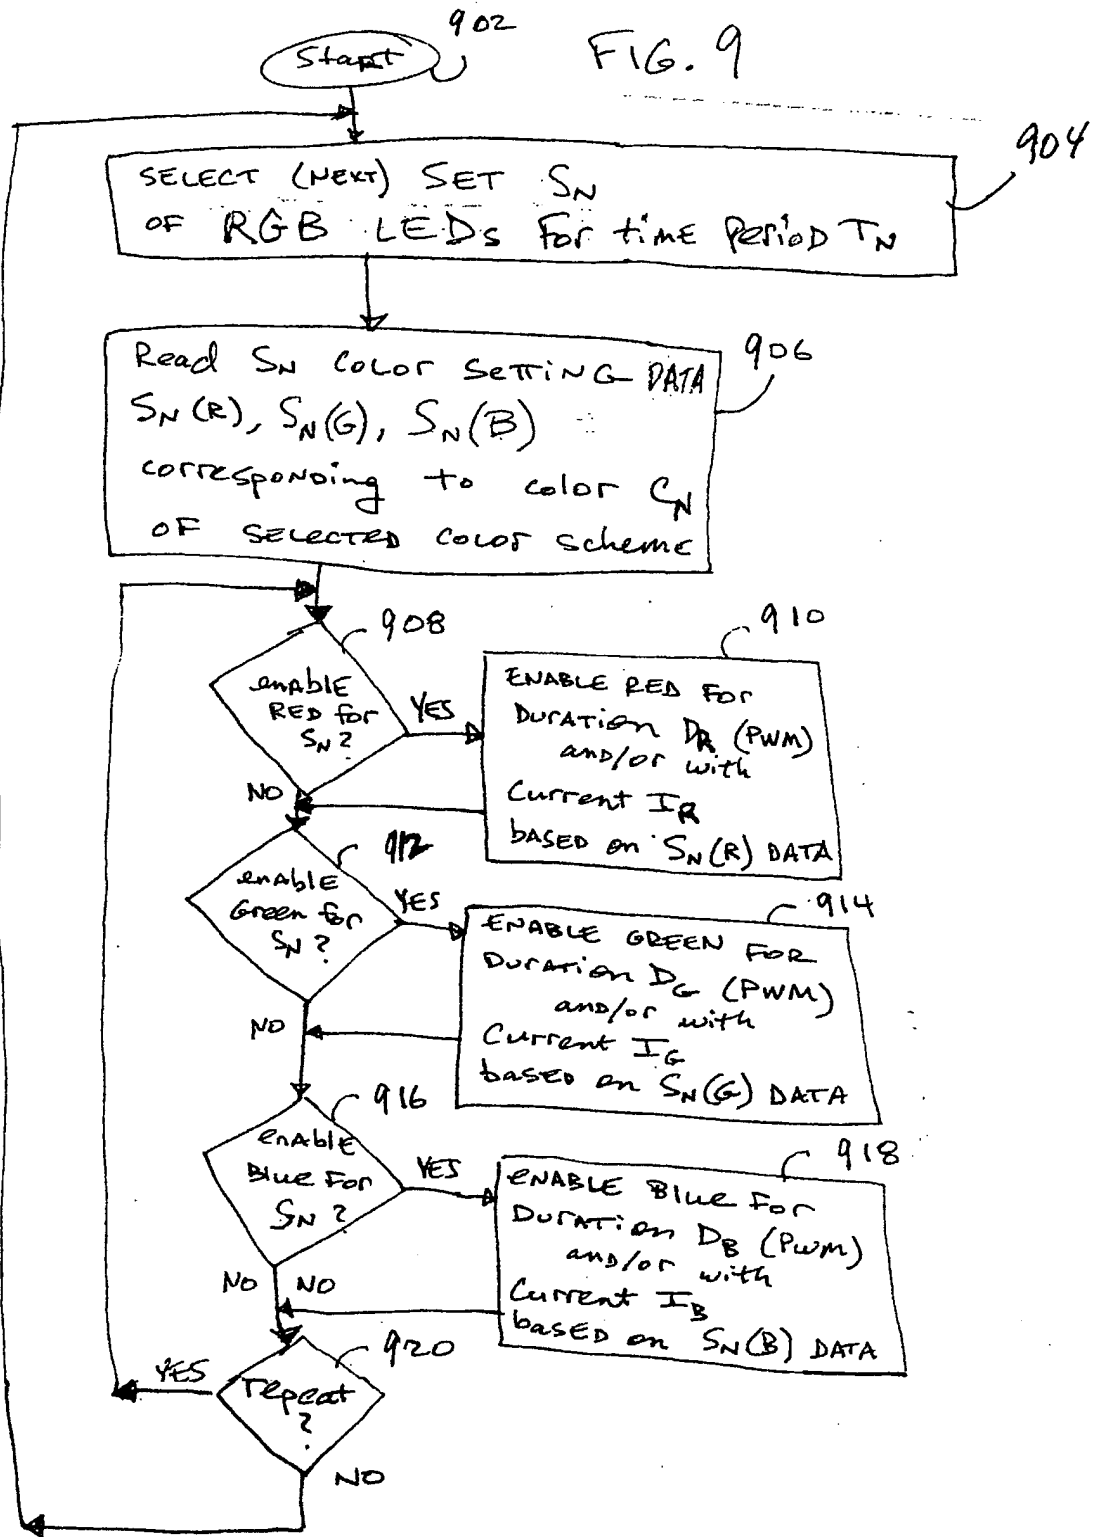 902
Start
FIG. 9
904
SELECT (NEXT) SET SN
OF RGB LEDs For time Period TN
906
Read SN COLOR SETTING DATA
SN(R), SN(G), SN(B)
corresponding to color CN
OF SELECTED COLOR Scheme
908
enable
RED for
SN?
YES
NO
910
ENABLE RED For
Duration DR (PWM)
and/or with
Current IR
based on SN(R) DATA
912
enable
Green for
SN?
YES
NO
914
ENABLE GREEN FOR
Duration DG (PWM)
and/or with
Current IG
based on SN(G) DATA
916
enable
Blue For
SN?
YES
NO NO
918
ENABLE Blue For
Duration DB (PWM)
and/or with
Current IB
based on SN(B) DATA
920
repeat
?
YES
NO